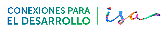 CONEXIONES PARA
EL DESARROLLO
isa